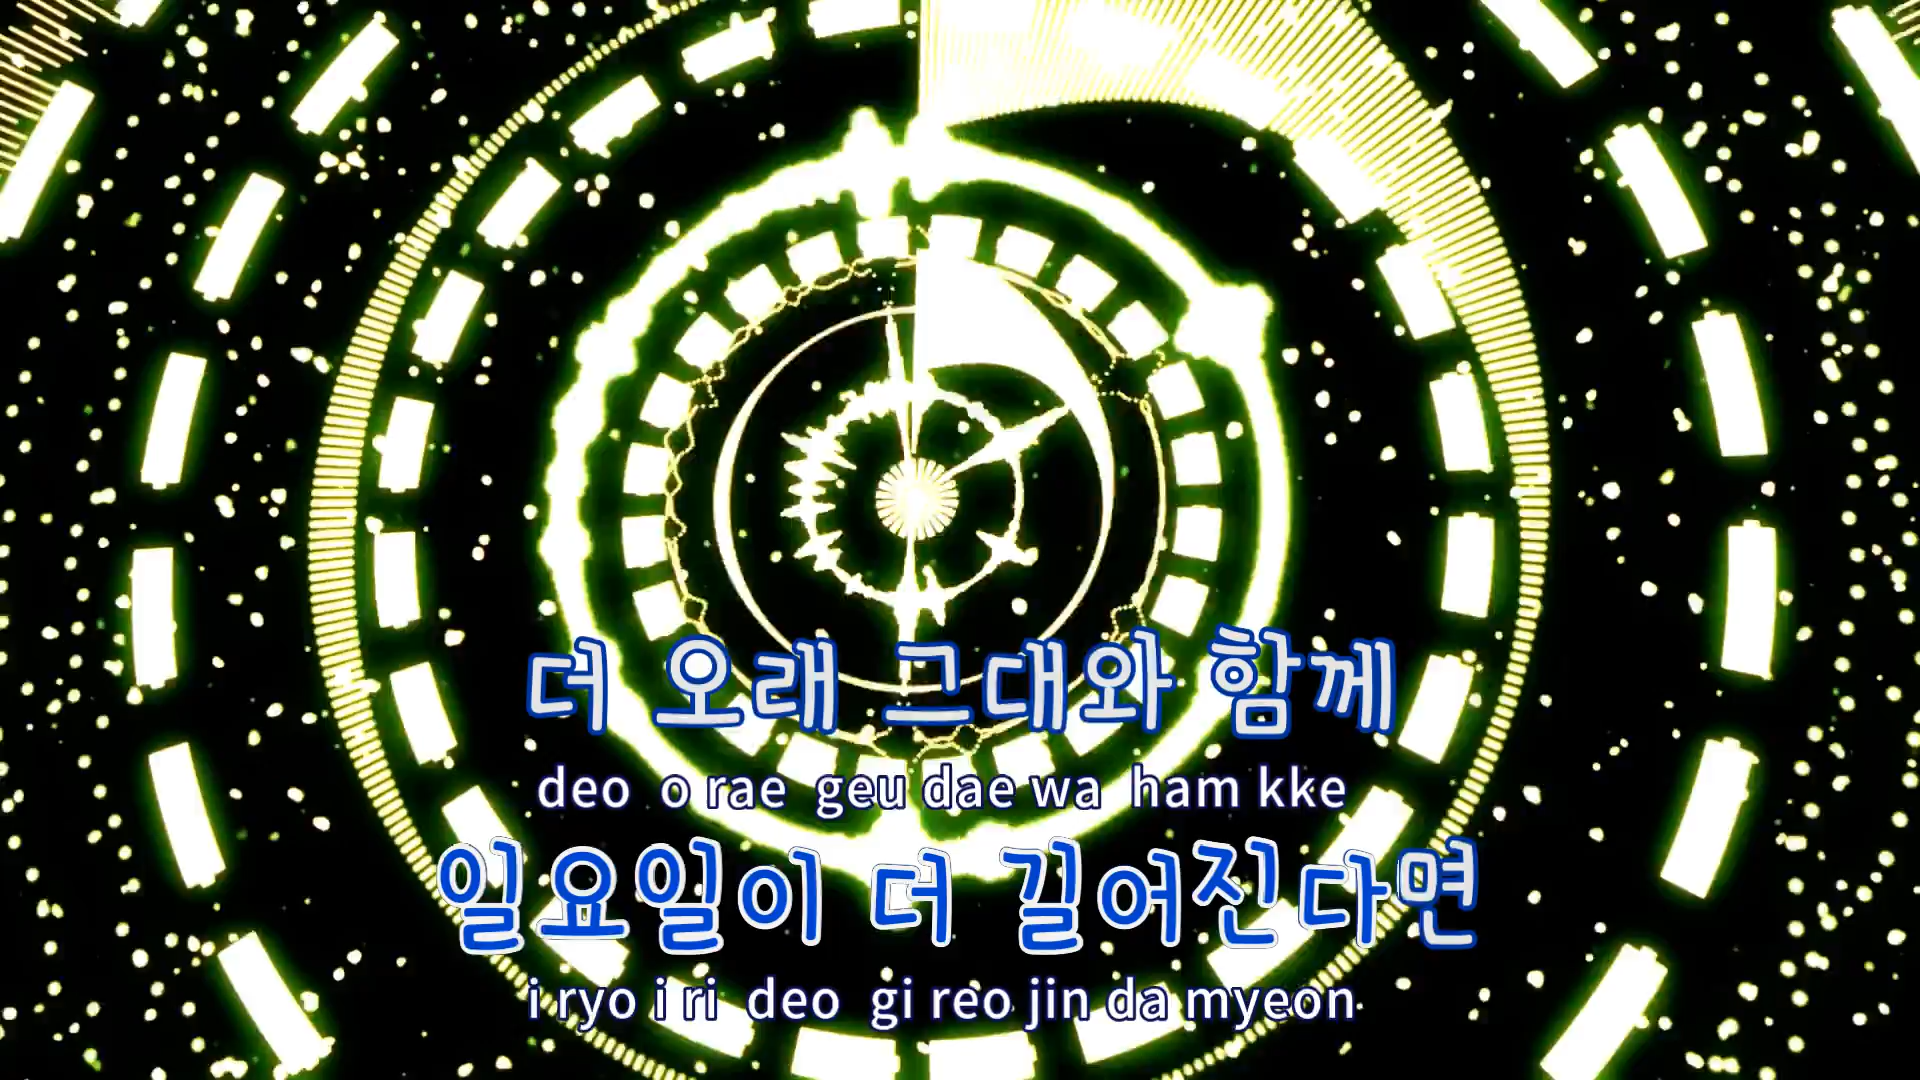 더 오래 그대와 함께
deo o rae geu dae wa ham kke
일요일이 더 길어진다면
i ryo i ri deo gi reo jin da myeon